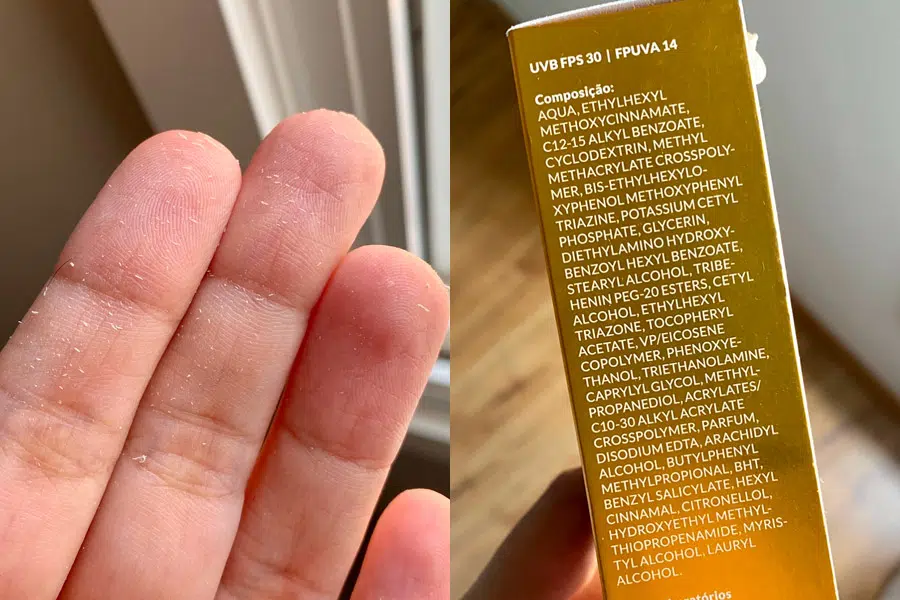 UVB FPS 30 | FPUVA 14
Composição:
AQUA, ETHYLHEXYL
METHOXYCINNAMATE,
C12-15 ALKYL BENZOATE,
CYCLODEXTRIN, METHYL
METHACRYLATE CROSSPOLY-
MER, BIS-ETHYLHEXYLO-
XYPHENOL METHOXYPHENYL
TRIAZINE, POTASSIUM CETYL
PHOSPHATE, GLYCERIN,
DIETHYLAMINO HYDROXY-
BENZOYL HEXYL BENZOATE,
STEARYL ALCOHOL, TRIBE-
HENIN PEG-20 ESTERS, CETYL
ALCOHOL, ETHYLHEXYL
TRIAZONE, TOCOPHERYL
ACETATE, VP/EICOSENE
COPOLYMER, PHENOXYE-
THANOL, TRIETHANOLAMINE,
CAPRYLYL GLYCOL, METHYL-
PROPANEDIOL, ACRYLATES/
C10-30 ALKYL ACRYLATE
CROSSPOLYMER, PARFUM,
DISODIUM EDTA, ARACHIDYL
ALCOHOL, BUTYLPHENYL
METHYLPROPIONAL, BHT,
BENZYL SALICYLATE, HEXYL
CINNAMAL, CITRONELLOL,
HYDROXYETHYL METHYL-
THIOPROPENAMIDE, MYRIS-
TYL ALCOHOL, LAURYL
ALCOHOL.